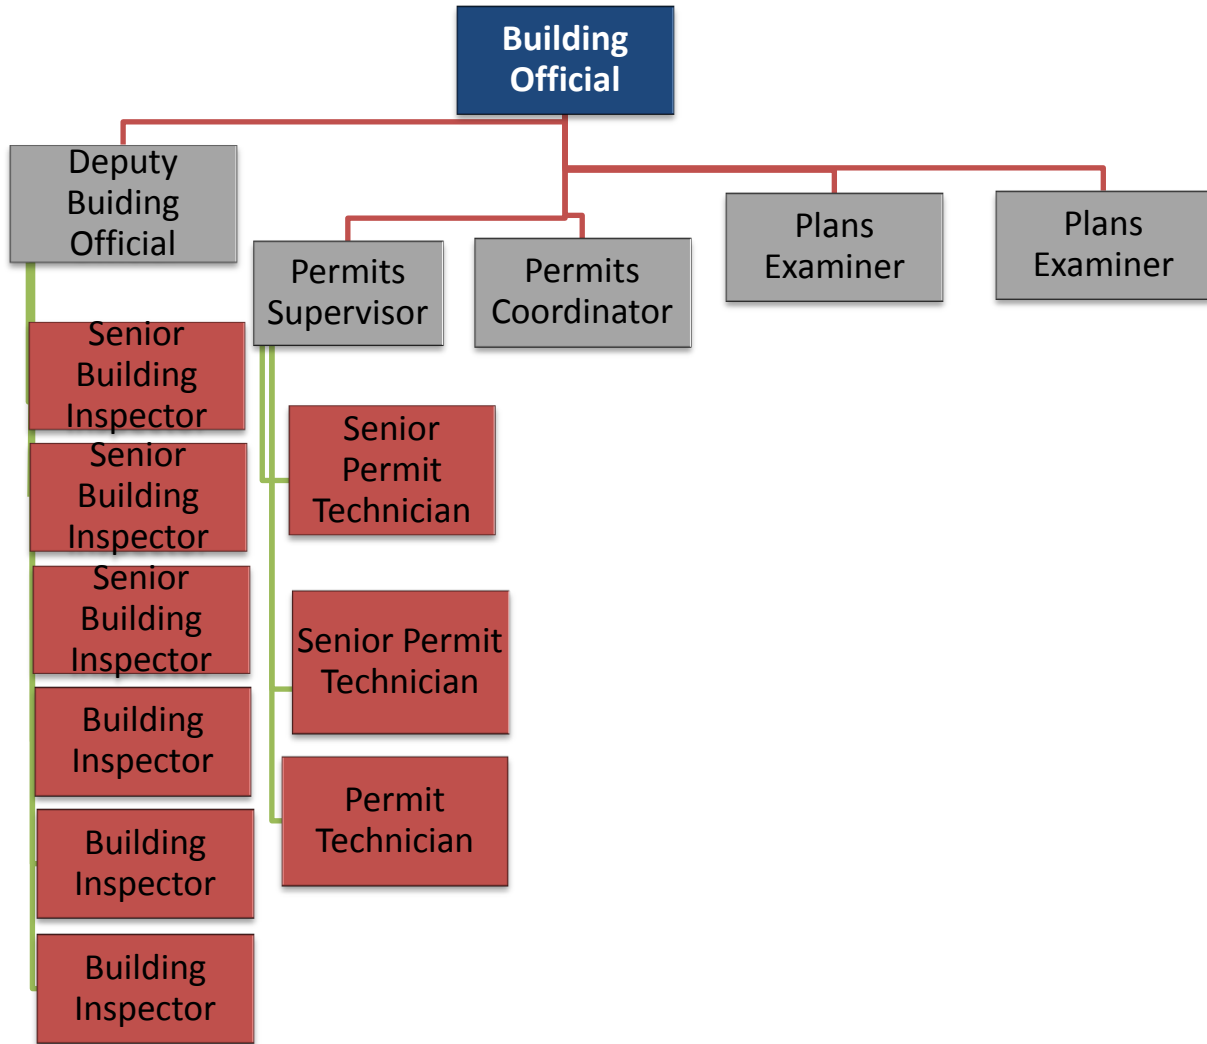 Building
Official
Deputy
Buiding
Official
Permits
Supervisor
Permits
Coordinator
Plans
Examiner
Plans
Examiner
Senior
Building
Inspector
Senior
Building
Inspector
Senior
Building
Inspector
Building
Inspector
Building
Inspector
Building
Inspector
Senior
Permit
Technician
Senior Permit
Technician
Permit
Technician